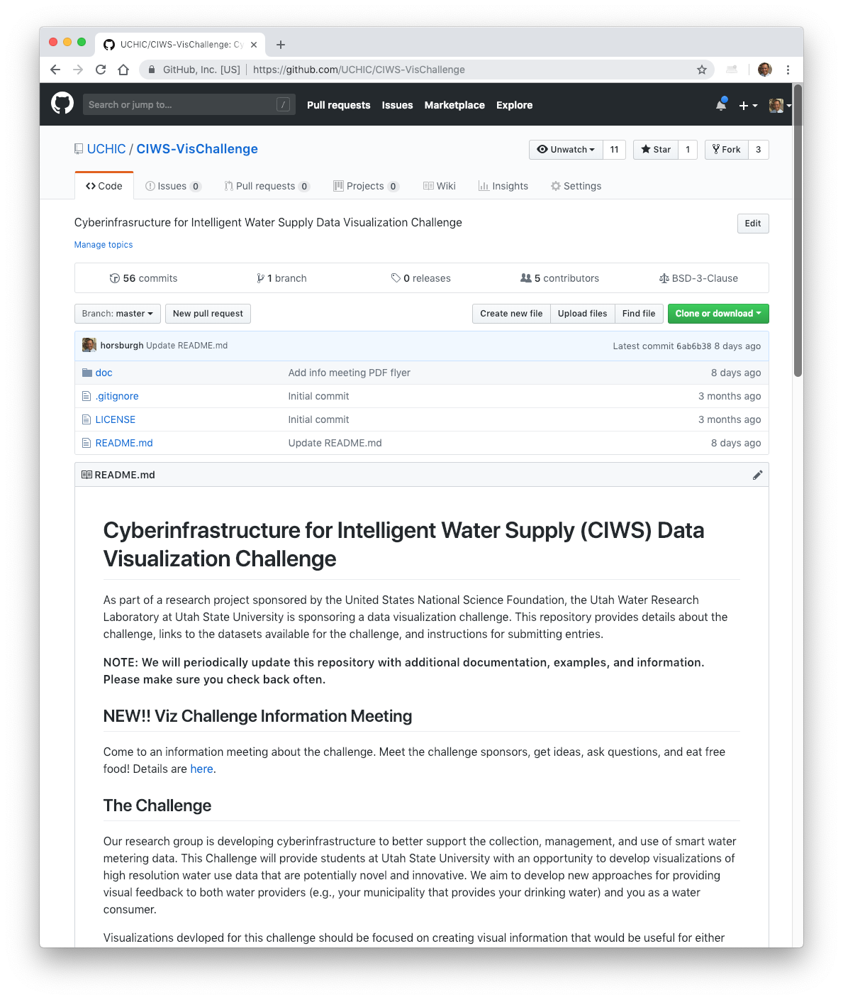 UCHIC/CIWS-VisChallenge: Cy
GitHub, Inc. [US] https://github.com/UCHIC/CIWS-VisChallenge
Search or jump to... / Pull requests Issues Marketplace Explore
UCHIC / CIWS-VisChallenge Unwatch 11 Star 1 Fork 3
Code Issues 0 Pull requests 0 Projects 0 Wiki Insights Settings
Cyberinfrasructure for Intelligent Water Supply Data Visualization Challenge Edit
Manage topics
56 commits 1 branch 0 releases 5 contributors BSD-3-Clause
Branch: master New pull request Create new file Upload files Find file Clone or download
horsburgh Update README.md Latest commit 6ab6b38 8 days ago
doc Add info meeting PDF flyer 8 days ago
.gitignore Initial commit 3 months ago
LICENSE Initial commit 3 months ago
README.md Update README.md 8 days ago
README.md
Cyberinfrastructure for Intelligent Water Supply (CIWS) Data
Visualization Challenge
As part of a research project sponsored by the United States National Science Foundation, the Utah Water Research
Laboratory at Utah State University is sponsoring a data visualization challenge. This repository provides details about the
challenge, links to the datasets available for the challenge, and instructions for submitting entries.
NOTE: We will periodically update this repository with additional documentation, examples, and information.
Please make sure you check back often.
NEW!! Viz Challenge Information Meeting
Come to an information meeting about the challenge. Meet the challenge sponsors, get ideas, ask questions, and eat free
food! Details are here.
The Challenge
Our research group is developing cyberinfrastructure to better support the collection, management, and use of smart water
metering data. This Challenge will provide students at Utah State University with an opportunity to develop visualizations of
high resolution water use data that are potentially novel and innovative. We aim to develop new approaches for providing
visual feedback to both water providers (e.g., your municipality that provides your drinking water) and you as a water
consumer.
Visualizations devloped for this challenge should be focused on creating visual information that would be useful for either